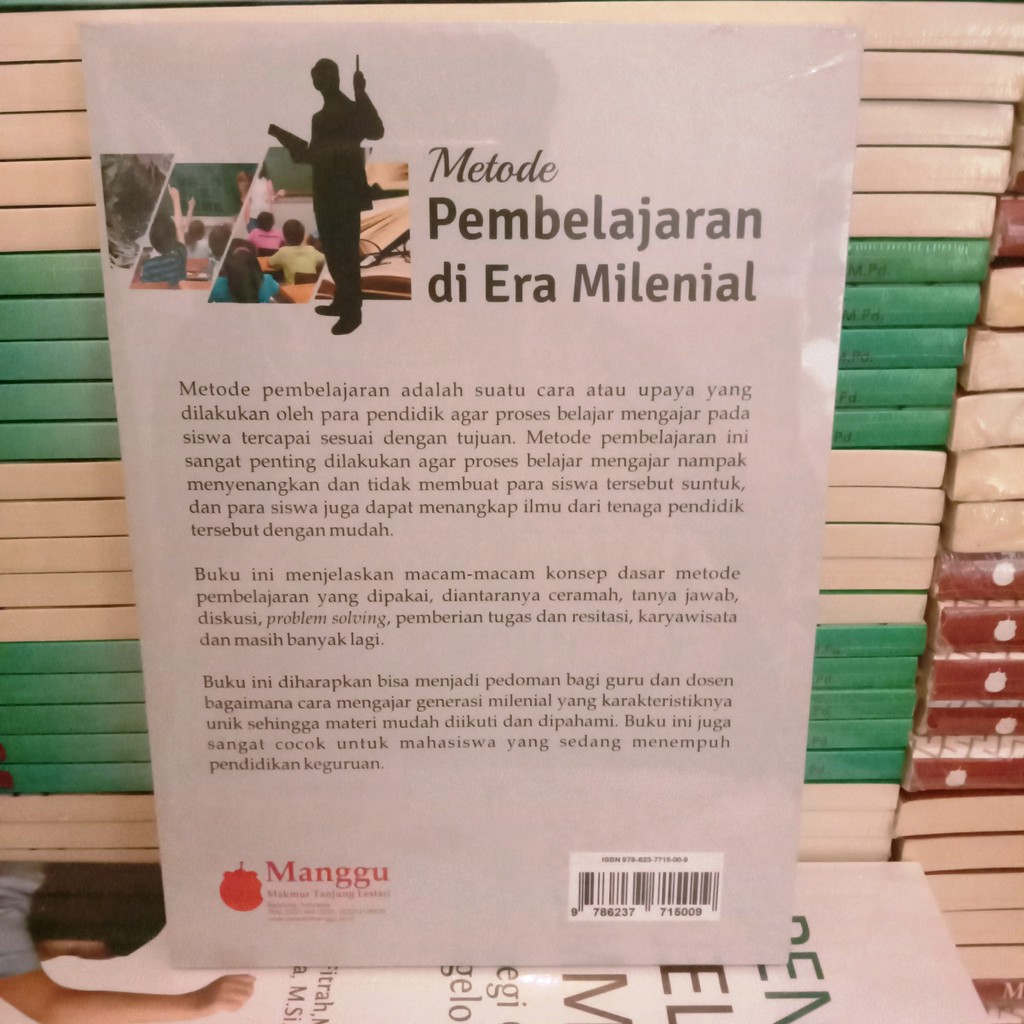 Metode
Pembelajaran
di Era Milenial
Metode pembelajaran adalah suatu cara atau upaya yang
dilakukan oleh para pendidik agar proses belajar mengajar pada
siswa tercapai sesuai dengan tujuan. Metode pembelajaran ini
sangat penting dilakukan agar proses belajar mengajar nampak
menyenangkan dan tidak membuat para siswa tersebut suntuk,
dan para siswa juga dapat menangkap ilmu dari tenaga pendidik
tersebut dengan mudah.
Buku ini menjelaskan macam-macam konsep dasar metode
pembelajaran yang dipakai, diantaranya ceramah, tanya jawab,
diskusi, problem solving, pemberian tugas dan resitasi, karyawisata
dan masih banyak lagi.
Buku ini diharapkan bisa menjadi pedoman bagi guru dan dosen
bagaimana cara mengajar generasi milenial yang karakteristiknya
unik sehingga materi mudah diikuti dan dipahami. Buku ini juga
sangat cocok untuk mahasiswa yang sedang menempuh
pendidikan keguruan.
Manggu
Makmur Tanjung Lestari
ISBN 978-623-7715-00-9
9 786237 715009
M.Pd.
M.Pd.
M.Pd.
Pd.